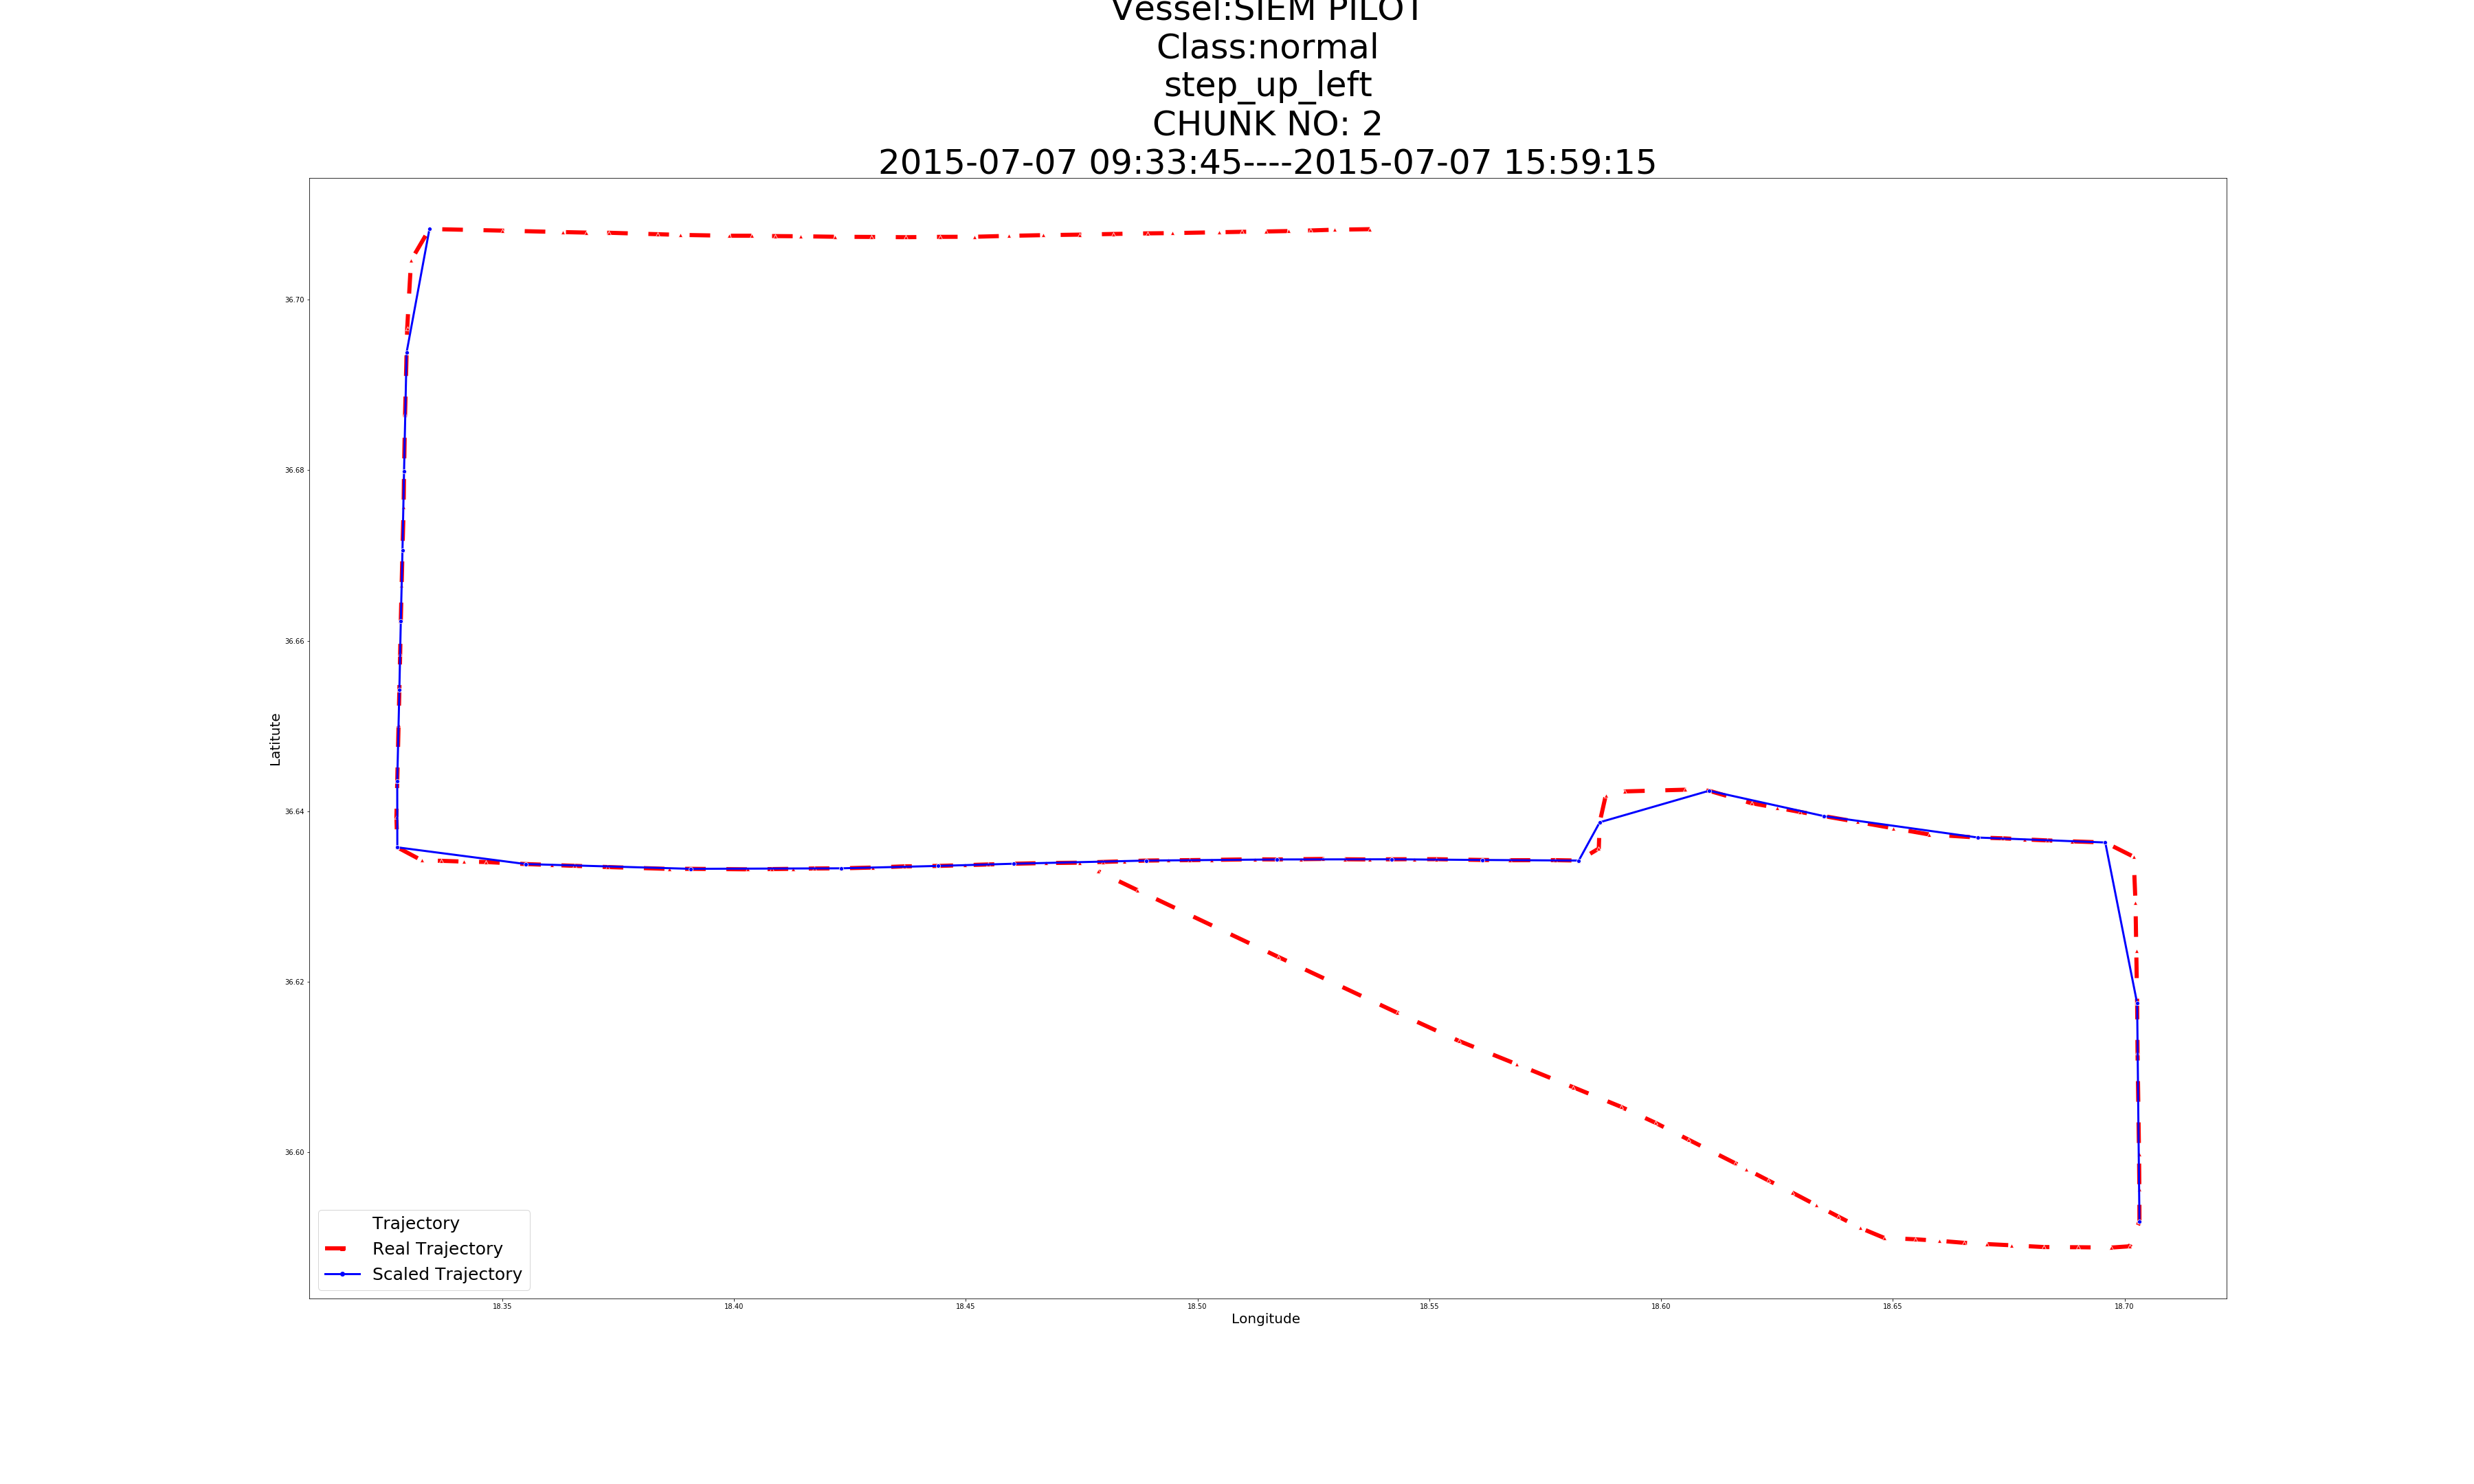 Vessel:SIEM PILOT
Class:normal
step_up_left
CHUNK NO: 2
2015-07-07 09:33:45----2015-07-07 15:59:15
36.70
36.68
36.66
36.64
36.62
36.60
Latitute
Trajectory
Real Trajectory
Scaled Trajectory
18.35 18.40 18.45 18.50 18.55 18.60 18.65 18.70
Longitude